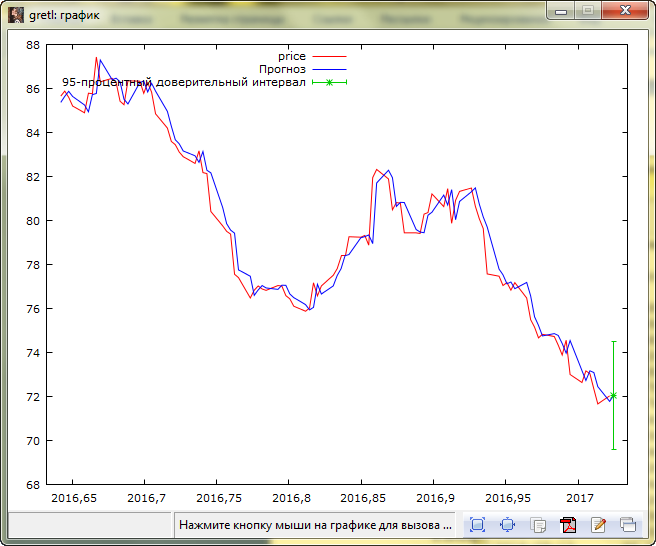 gretl: график
88
86
84
82
80
78
76
74
72
70
68
price
Прогноз
95-процентный доверительный интервал
2016,65 2016,7 2016,75 2016,8 2016,85 2016,9 2016,95 2017
Нажмите кнопку мыши на графике для вызова ...